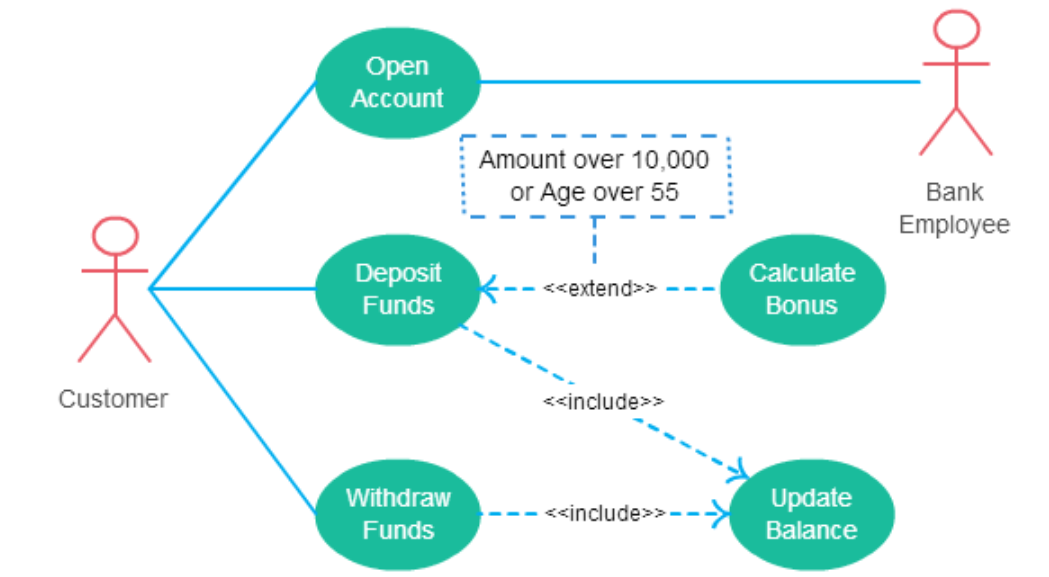 Open
Account
Amount over 10,000
or Age over 55
Bank
Employee
Deposit
Funds
<<extend>>
Calculate
Bonus
Customer
<<include>>
Withdraw
Funds
<<include>>
Update
Balance